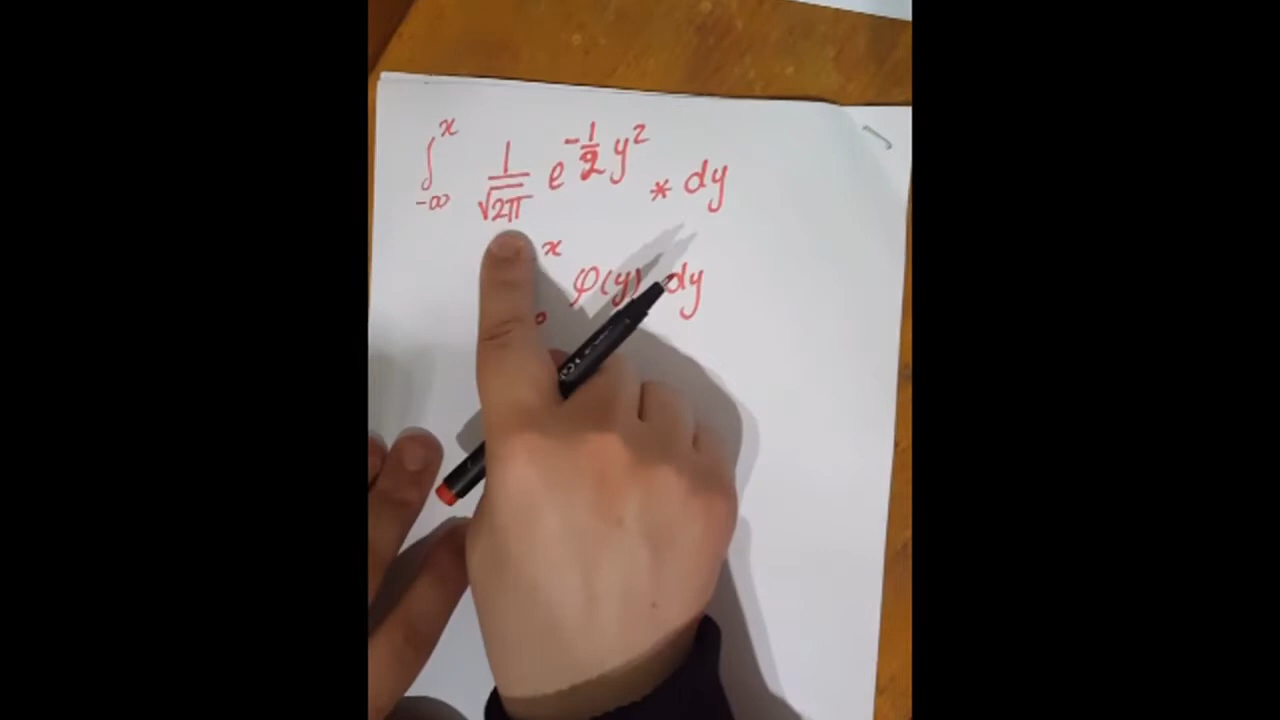 ∫_{-∞}^{x} 1/√(2π) e^{-1/2 y²} * dy
x φ(y) dy